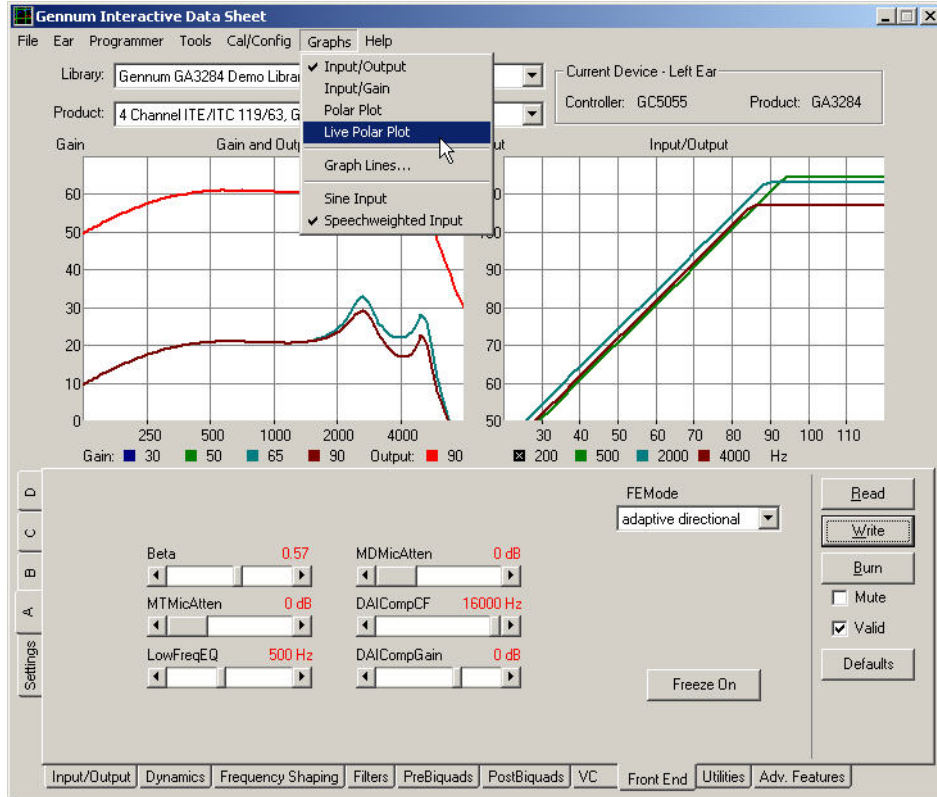 Gennum Interactive Data Sheet
File Ear Programmer Tools Cal/Config Graphs Help
Input/Output
Input/Gain
Polar Plot
Live Polar Plot
Graph Lines...
Sine Input
Speechweighted Input
Library: Gennum GA3284 Demo
Product: 4 Channel ITE/ITC 119/63,
Current Device - Left Ear
Controller: GC5055 Product: GA3284
Gain
Gain and
Input/Output
60
50
40
30
20
10
0
250 500 1000 2000 4000
Gain: 30 50 65 90 Output: 90
90
80
70
60
50
30 40 50 60 70 80 90 100 110
200 500 2000 4000 Hz
D
C
B
A
Settings
FEMode
adaptive directional
Beta 0.57
MDMicAtten 0 dB
MTMicAtten 0 dB
DAICompCF 16000 Hz
LowFreqEQ 500 Hz
DAICompGain 0 dB
Freeze On
Read
Write
Burn
Mute
Valid
Defaults
Input/Output Dynamics Frequency Shaping Filters PreBiquads PostBiquads VC Front End Utilities Adv. Features